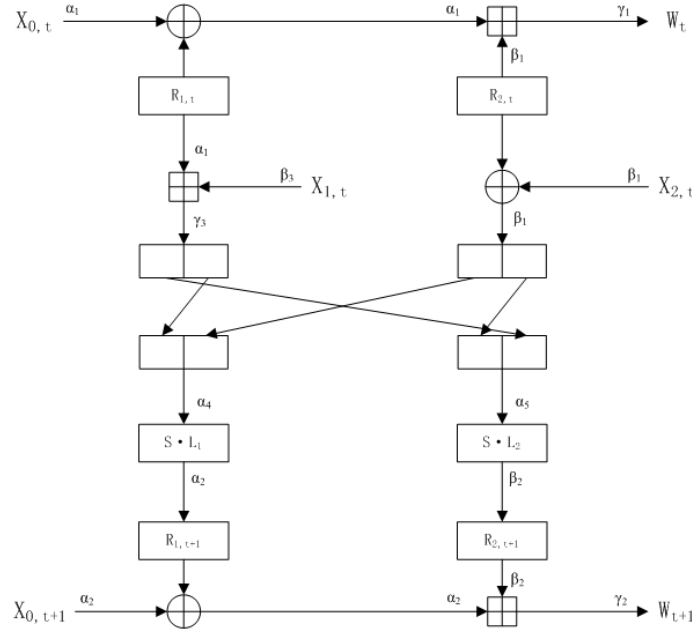 X₀,ₜ α₁ α₁ γ₁ Wₜ
β₁
R₁,ₜ R₂,ₜ
α₁
β₃ X₁,ₜ β₁ X₂,ₜ
γ₃ β₁
α₄ α₅
S · L₁ S · L₂
α₂ β₂
R₁,ₜ₊₁ R₂,ₜ₊₁
β₂
X₀,ₜ₊₁ α₂ α₂ γ₂ Wₜ₊₁